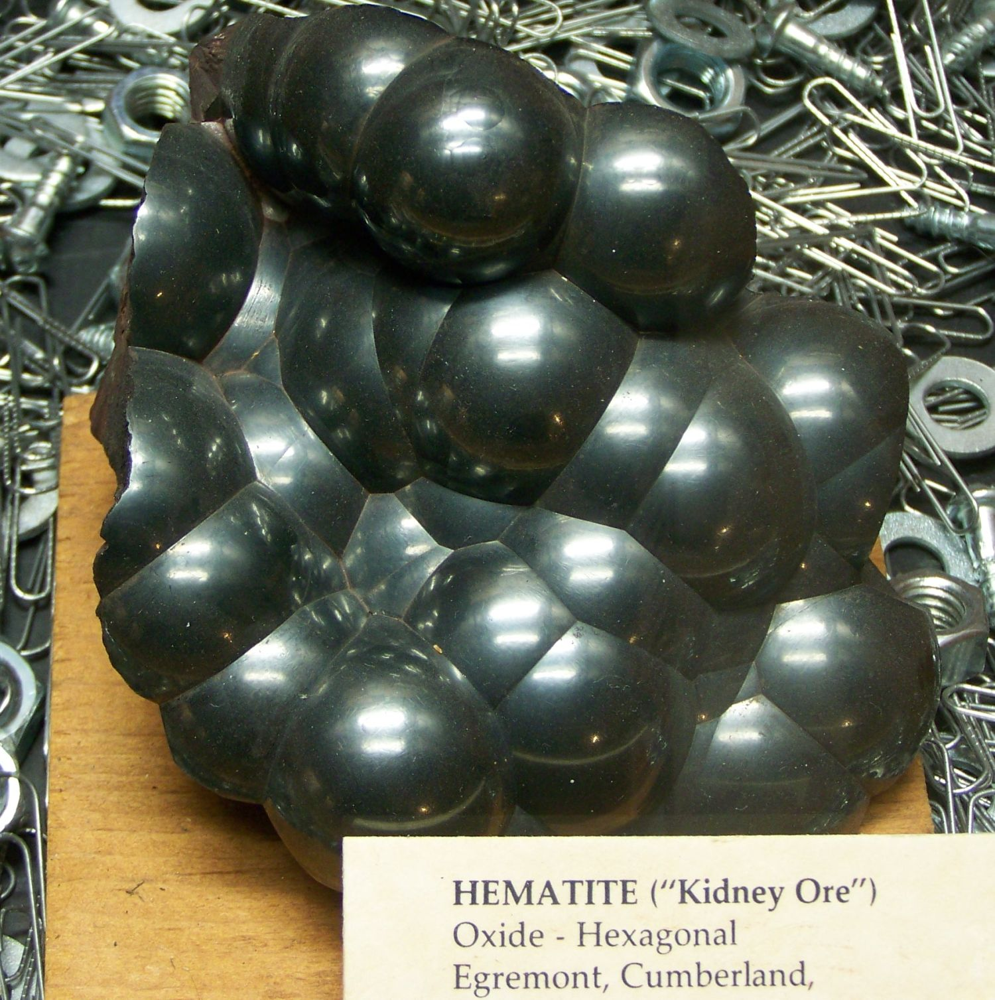 HEMATITE (“Kidney Ore”)
Oxide - Hexagonal
Egremont, Cumberland,